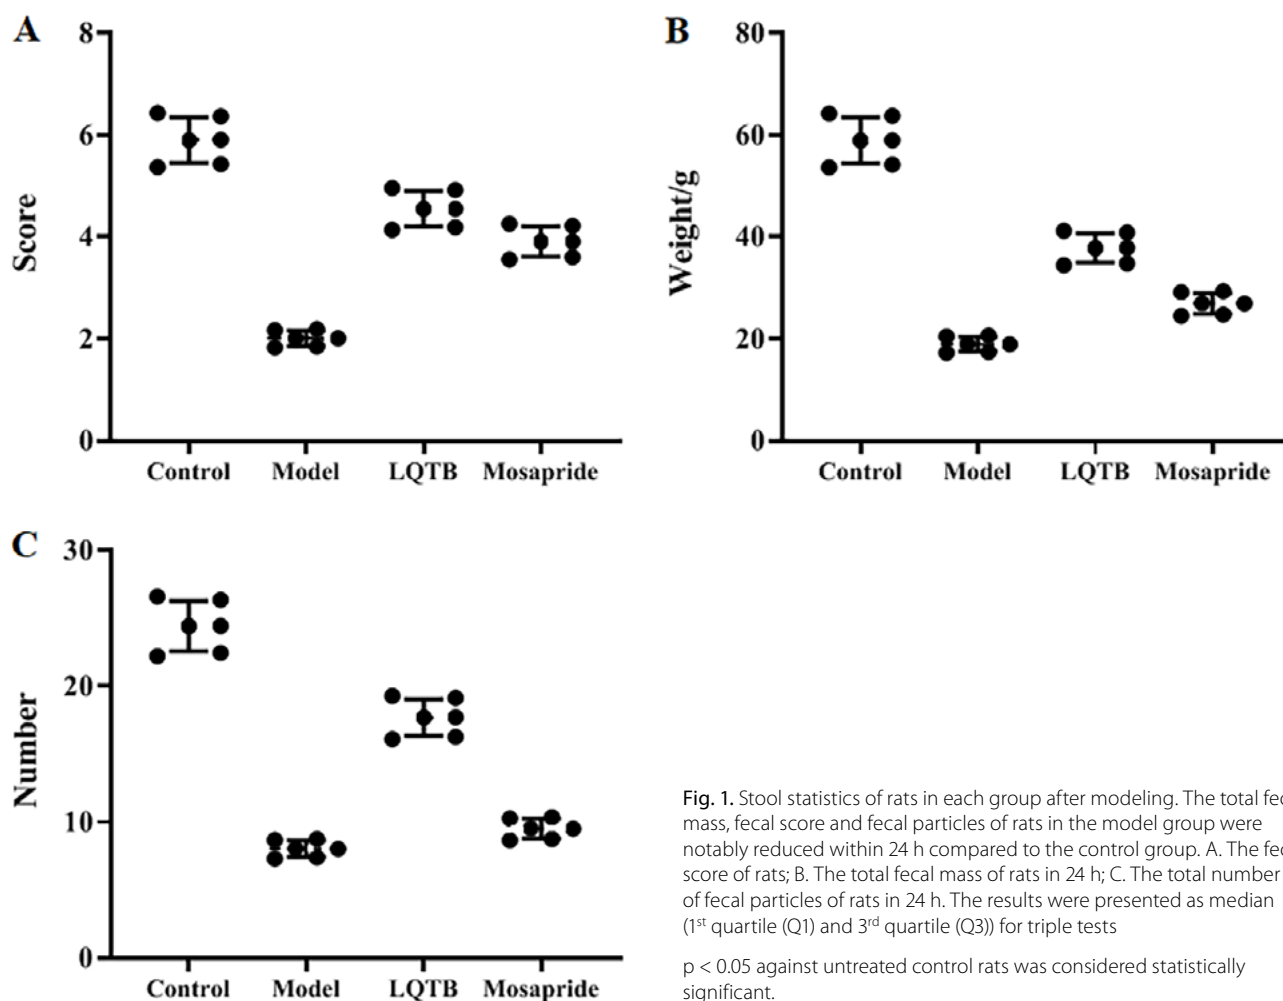 A
8
6
4
2
0
Score
Control Model LQTB Mosapride
B
80
60
40
20
0
Weight/g
Control Model LQTB Mosapride
C
30
20
10
0
Number
Control Model LQTB Mosapride
Fig. 1. Stool statistics of rats in each group after modeling. The total fec
mass, fecal score and fecal particles of rats in the model group were
notably reduced within 24 h compared to the control group. A. The fec
score of rats; B. The total fecal mass of rats in 24 h; C. The total number
of fecal particles of rats in 24 h. The results were presented as median
(1st quartile (Q1) and 3rd quartile (Q3)) for triple tests
p < 0.05 against untreated control rats was considered statistically
significant.